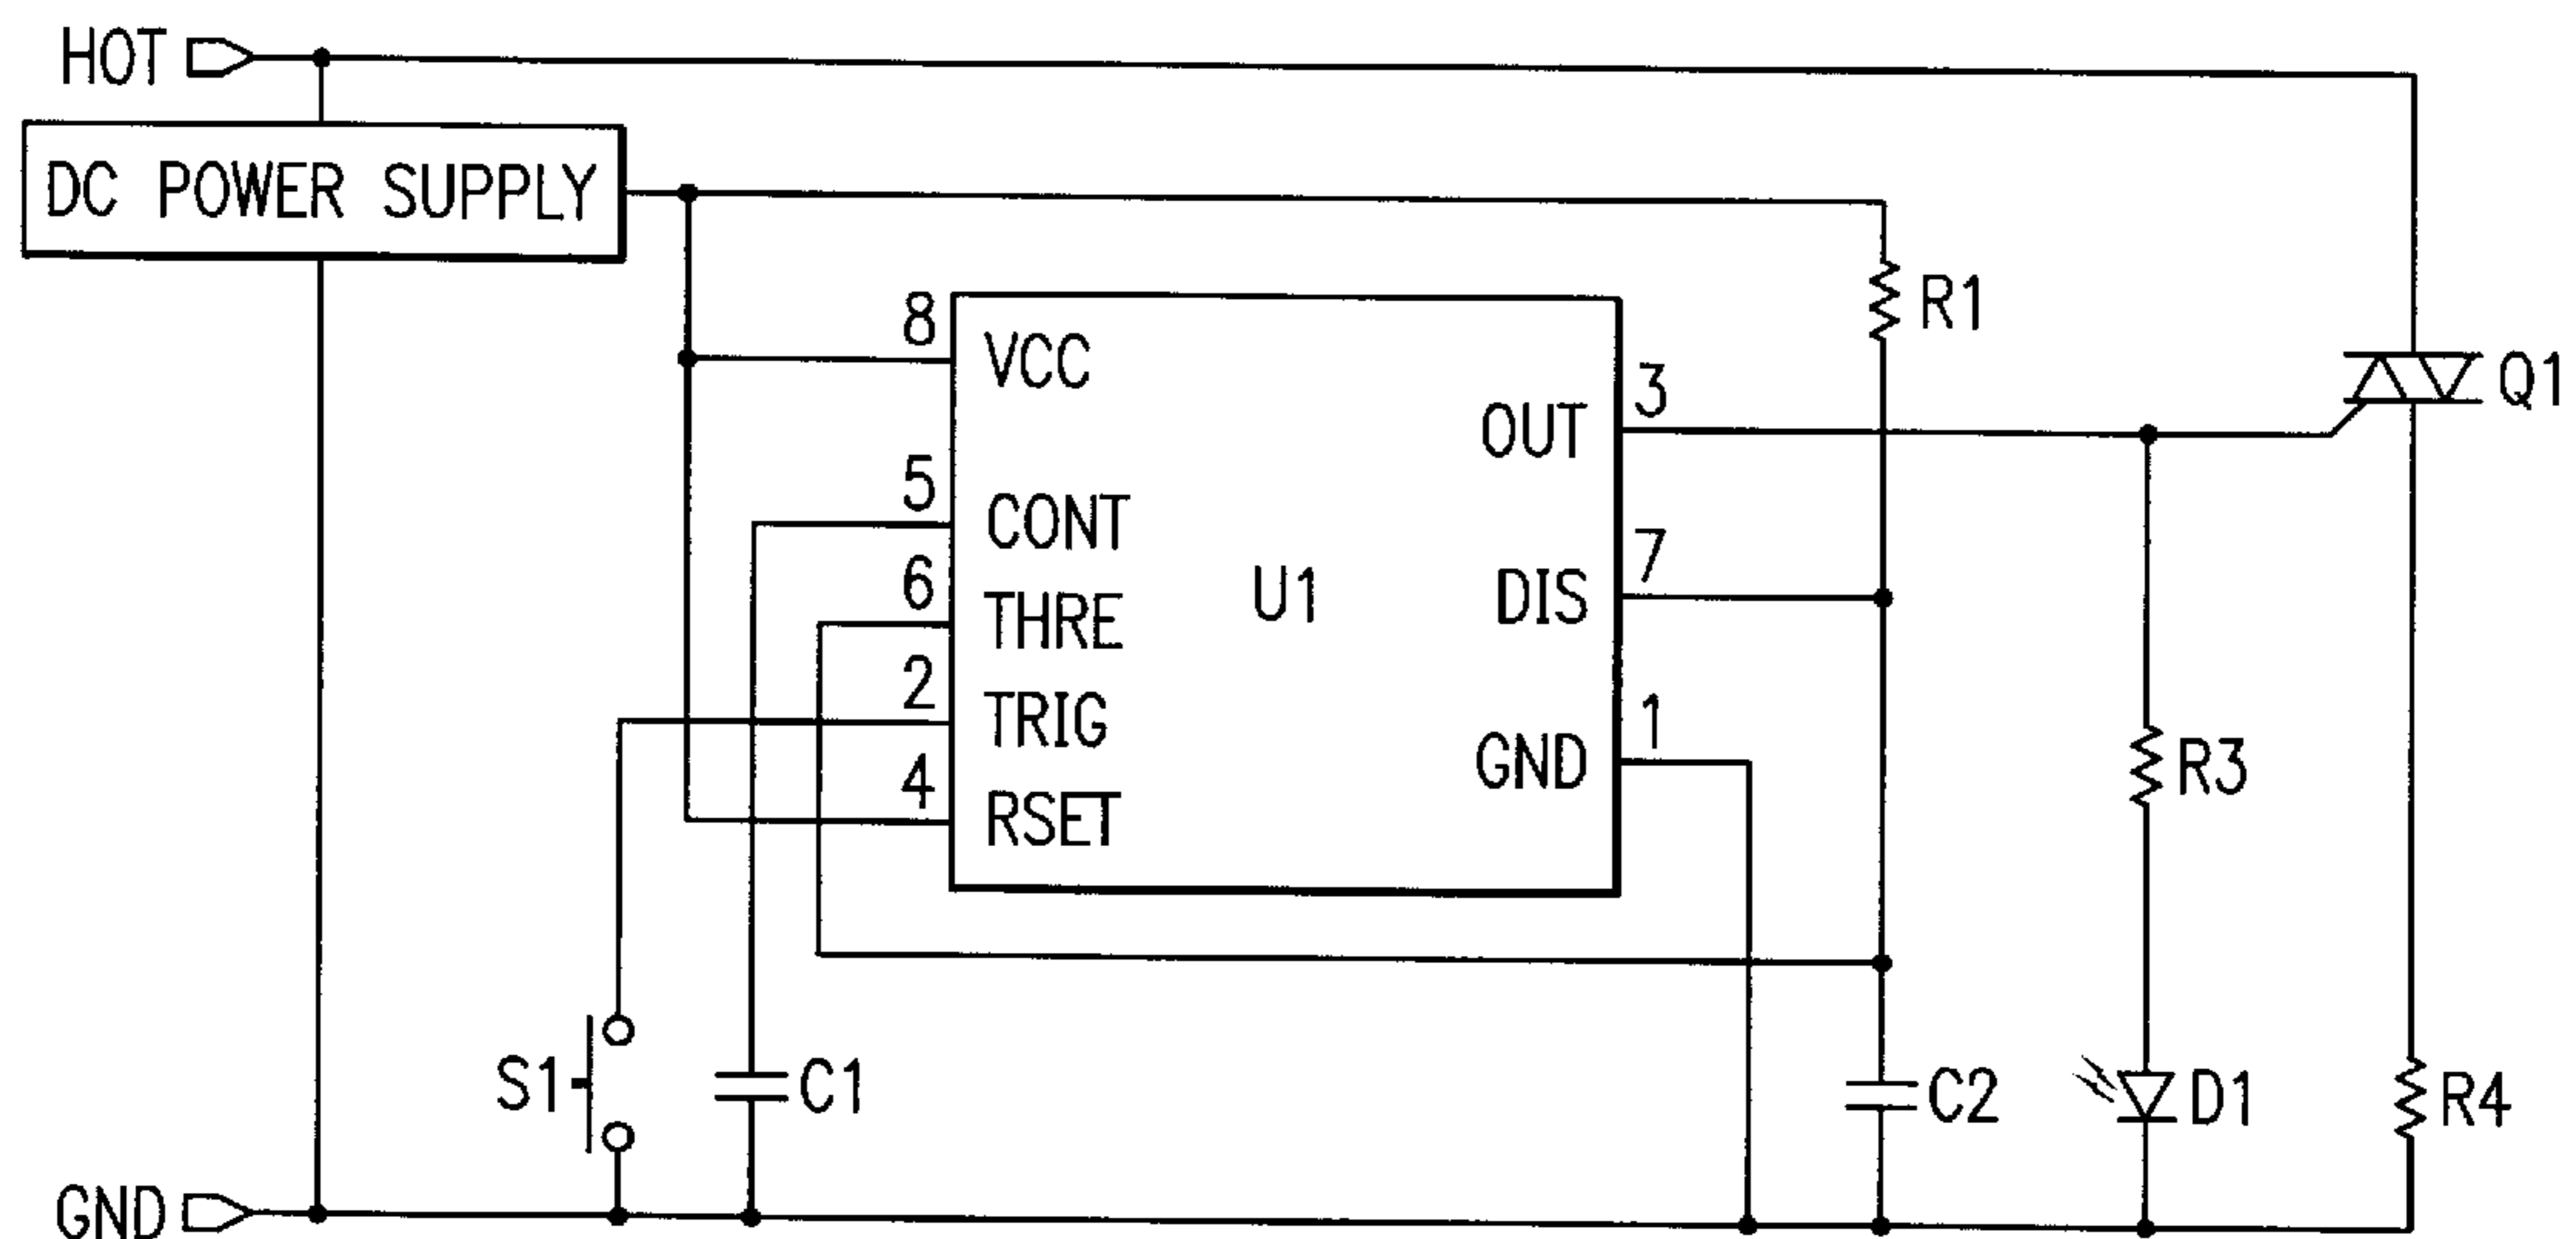 HOT
DC POWER SUPPLY
8
VCC
R1
3
OUT
Q1
5
CONT
6
THRE
U1
7
DIS
2
TRIG
1
GND
R3
4
RSET
S1
C1
C2
D1
R4
GND